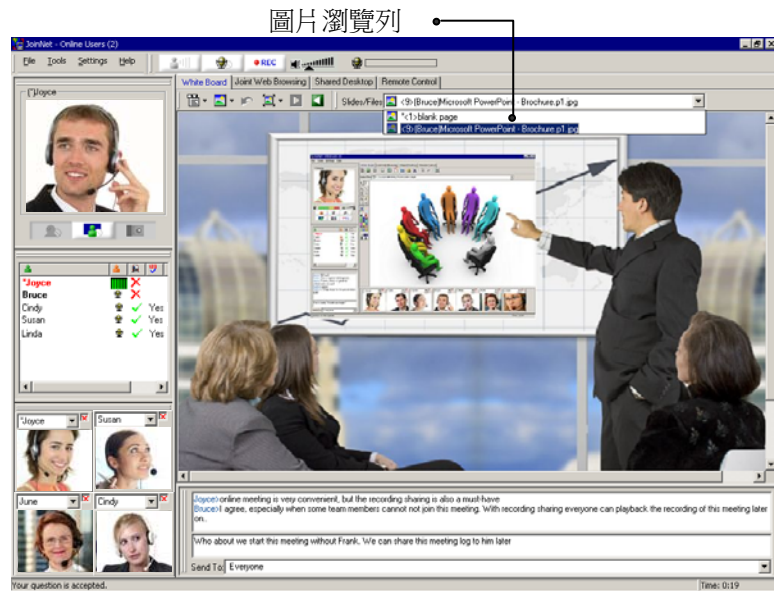 圖片瀏覽列
JoinNet - Online Users (2)
File Tools Settings Help
REC
White Board Joint Web Browsing Shared Desktop Remote Control
(*)Joyce
Slides/Files <9>(Bruce)Microsoft PowerPoint - Brochure.p1.jpg
*<1>blank page
<9>(Bruce)Microsoft PowerPoint - Brochure.p1.jpg
*Joyce
Bruce
Cindy Yes
Susan Yes
Linda Yes
*Joyce Susan
June Cindy
Joyce>online meeting is very convenient, but the recording sharing is also a must-have
Bruce>I agree, especially when some team members cannot not join this meeting. With recording sharing everyone can playback the recording of this meeting later
on..
Who about we start this meeting without Frank. We can share this meeting log to him later
Send To: Everyone
Your question is accepted. Time: 0:19